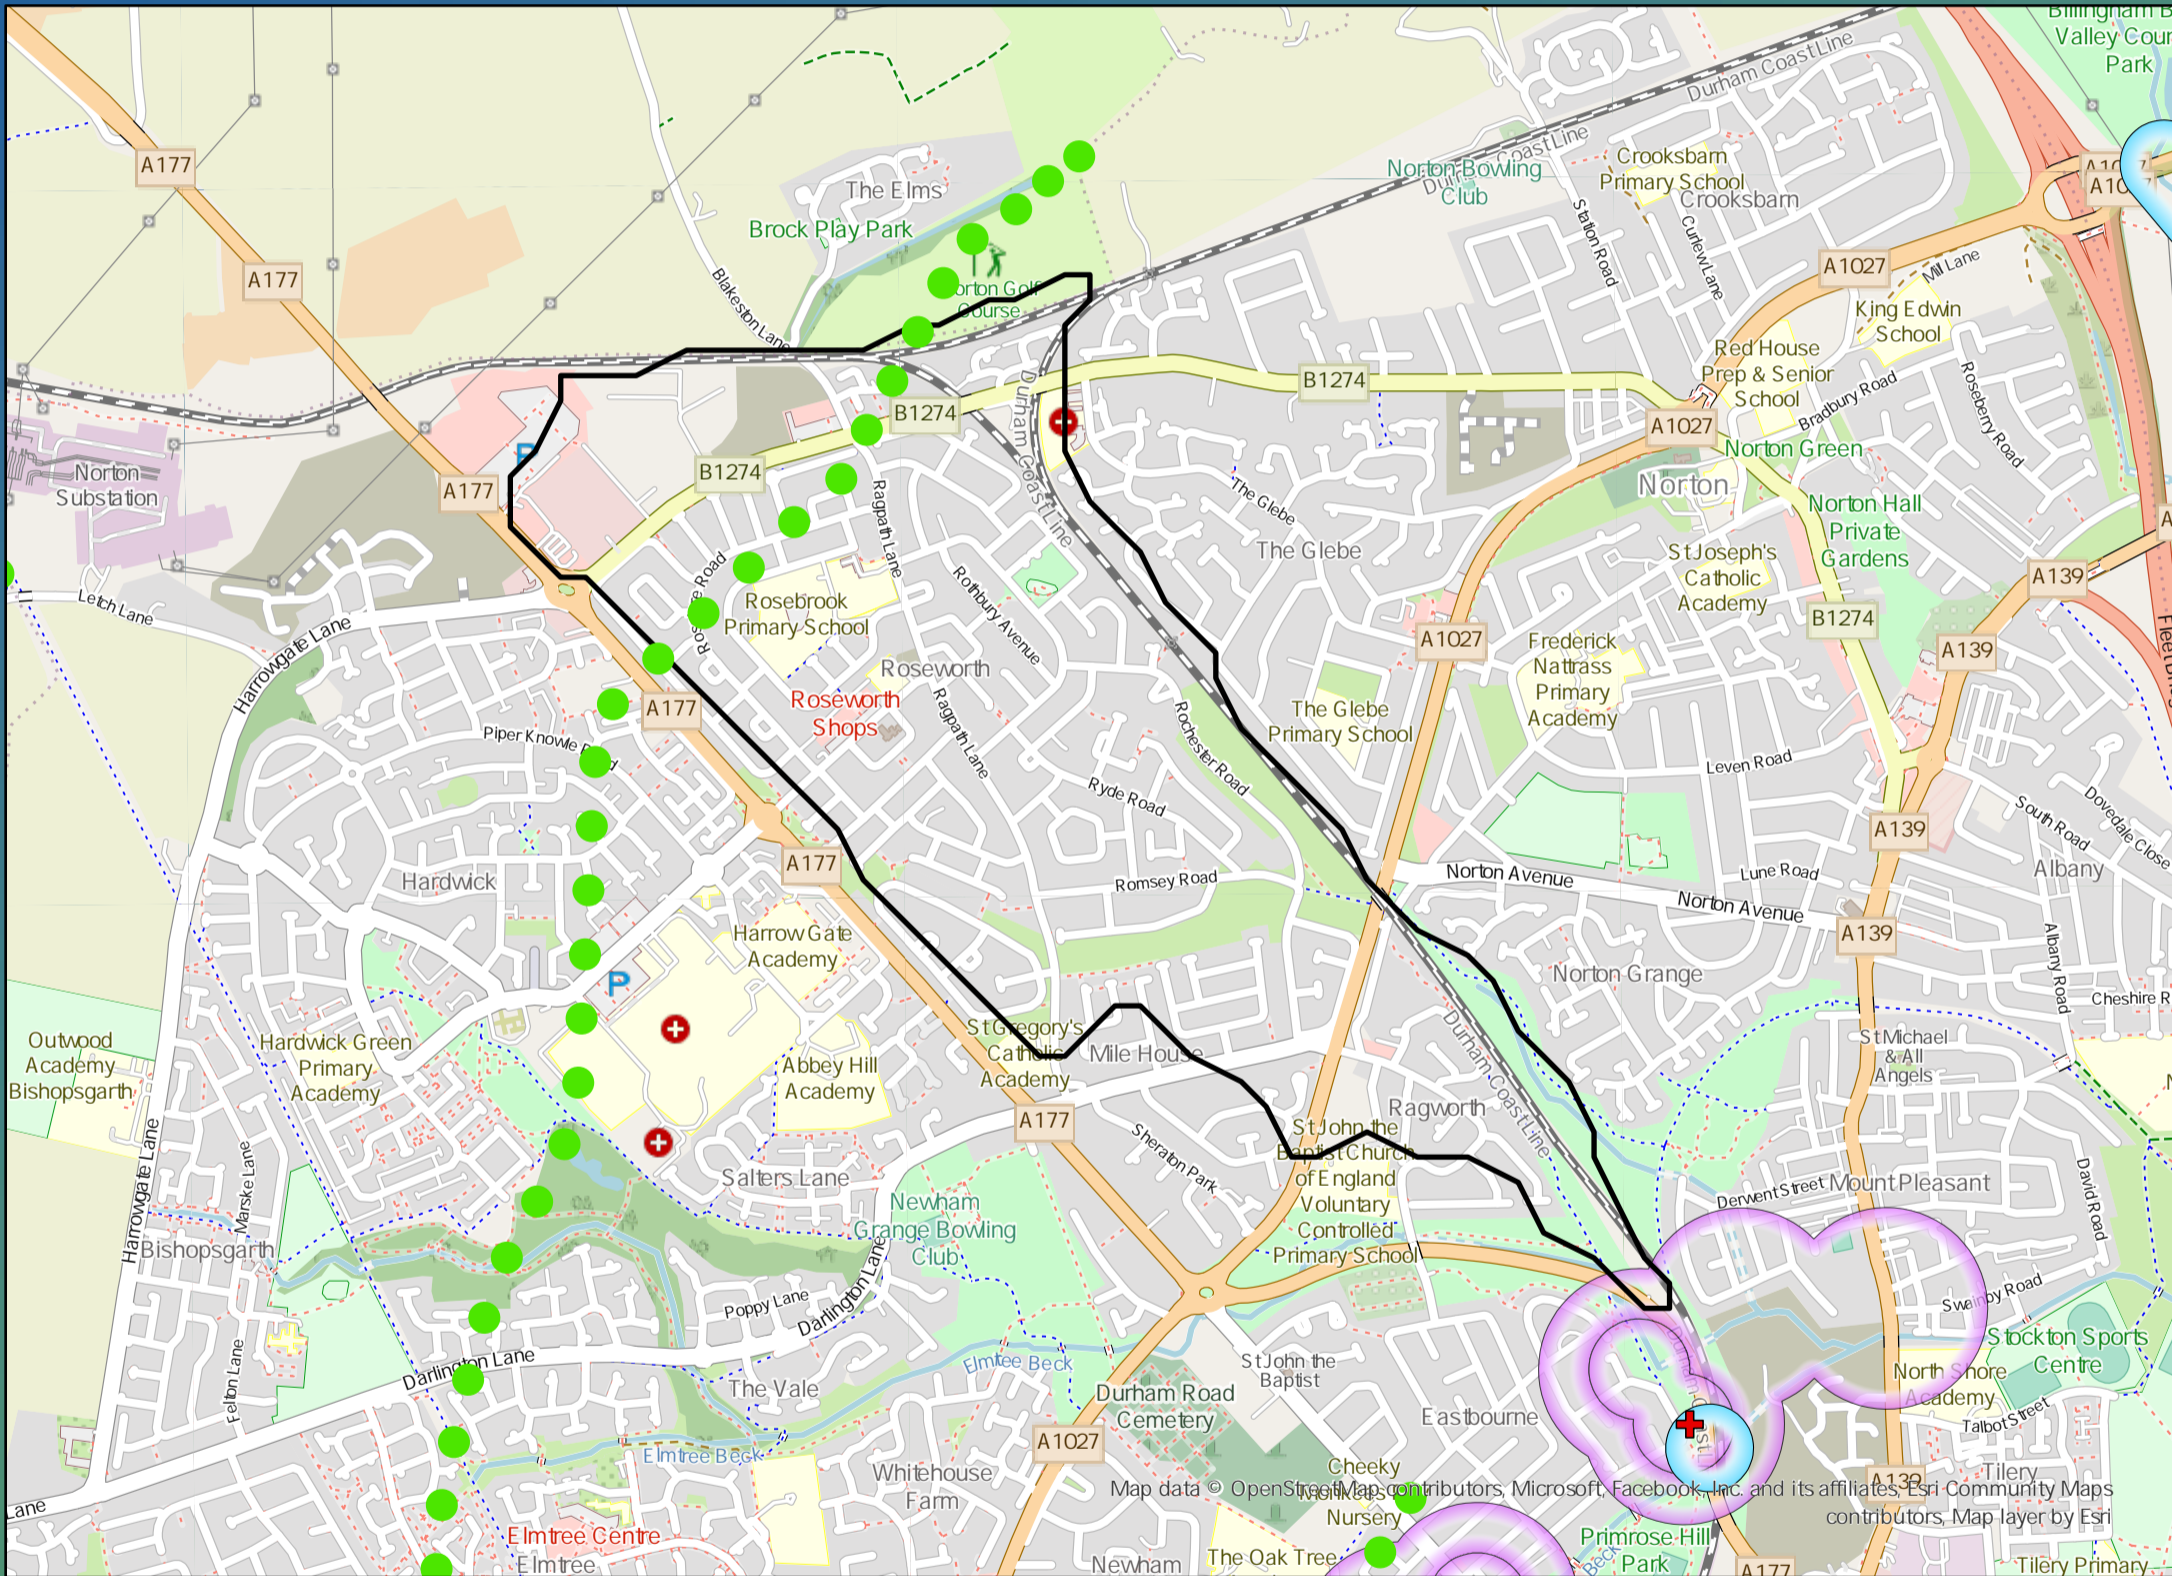 Billingham B
Valley Coun
Park
Durham Coast Line
A177
The Elms
Norton Bowling
Club
Durham Coast Line
Crooksbarn
Primary School
Crooksbarn
Brock Play Park
Station Road
Curlew Lane
A1027
Mill Lane
A177
Blakeston Lane
Norton Golf
Course
King Edwin
School
Red House
Prep & Senior
School
Roseberry Road
B1274
Bradbury Road
B1274
A1027
Norton Green
Durham Coast Line
P
B1274
Norton
Substation
A177
Ragpath Lane
The Glebe
Norton
Norton Hall
Private
Gardens
The Glebe
St Joseph's
Catholic
Academy
A139
Letch Lane
Rosebrook
Primary School
Rothbury Avenue
B1274
Harrowgate Lane
A1027
Frederick
Nattrass
Primary
Academy
A139
Roseworth
Roseworth
Shops
A177
Ragpath Lane
Rochester Road
The Glebe
Primary School
Piper Knowle Road
Leven Road
Ryde Road
South Road
Dovedale Close
A139
Hardwick
A177
Romsey Road
Norton Avenue
Lune Road
Albany
Norton Avenue
Harrow Gate
Academy
A139
Albany Road
Norton Grange
P
Cheshire R
Outwood
Academy
Bishopsgarth
Hardwick Green
Primary
Academy
St Gregory's
Catholic
Academy
Mile House
Abbey Hill
Academy
Durham Coast Line
St Michael
& All
Angels
A177
Ragworth
Sheraton Park
St John the
Baptist Church
of England
Voluntary
Controlled
Primary School
Harrowgate Lane
Marske Lane
Salters Lane
Derwent Street
Mount Pleasant
David Road
Newham
Grange Bowling
Club
Bishopsgarth
Poppy Lane
Darlington Lane
Swainby Road
Stockton Sports
Centre
Felton Lane
Darlington Lane
Elmtree Beck
St John the
Baptist
North Shore
Academy
The Vale
Durham Road
Cemetery
Eastbourne
Talbot Street
A1027
Elmtree Beck
Whitehouse
Farm
Cheeky
Monkeys
Nursery
A139
Tilery
Map data © OpenStreetMap contributors, Microsoft, Facebook, Inc. and its affiliates, Esri Community Maps
contributors, Map layer by Esri
Lane
Elmtree Centre
Elmtree
Newham
The Oak Tree
Beck
Primrose Hill
Park
A177
Tilery Primary